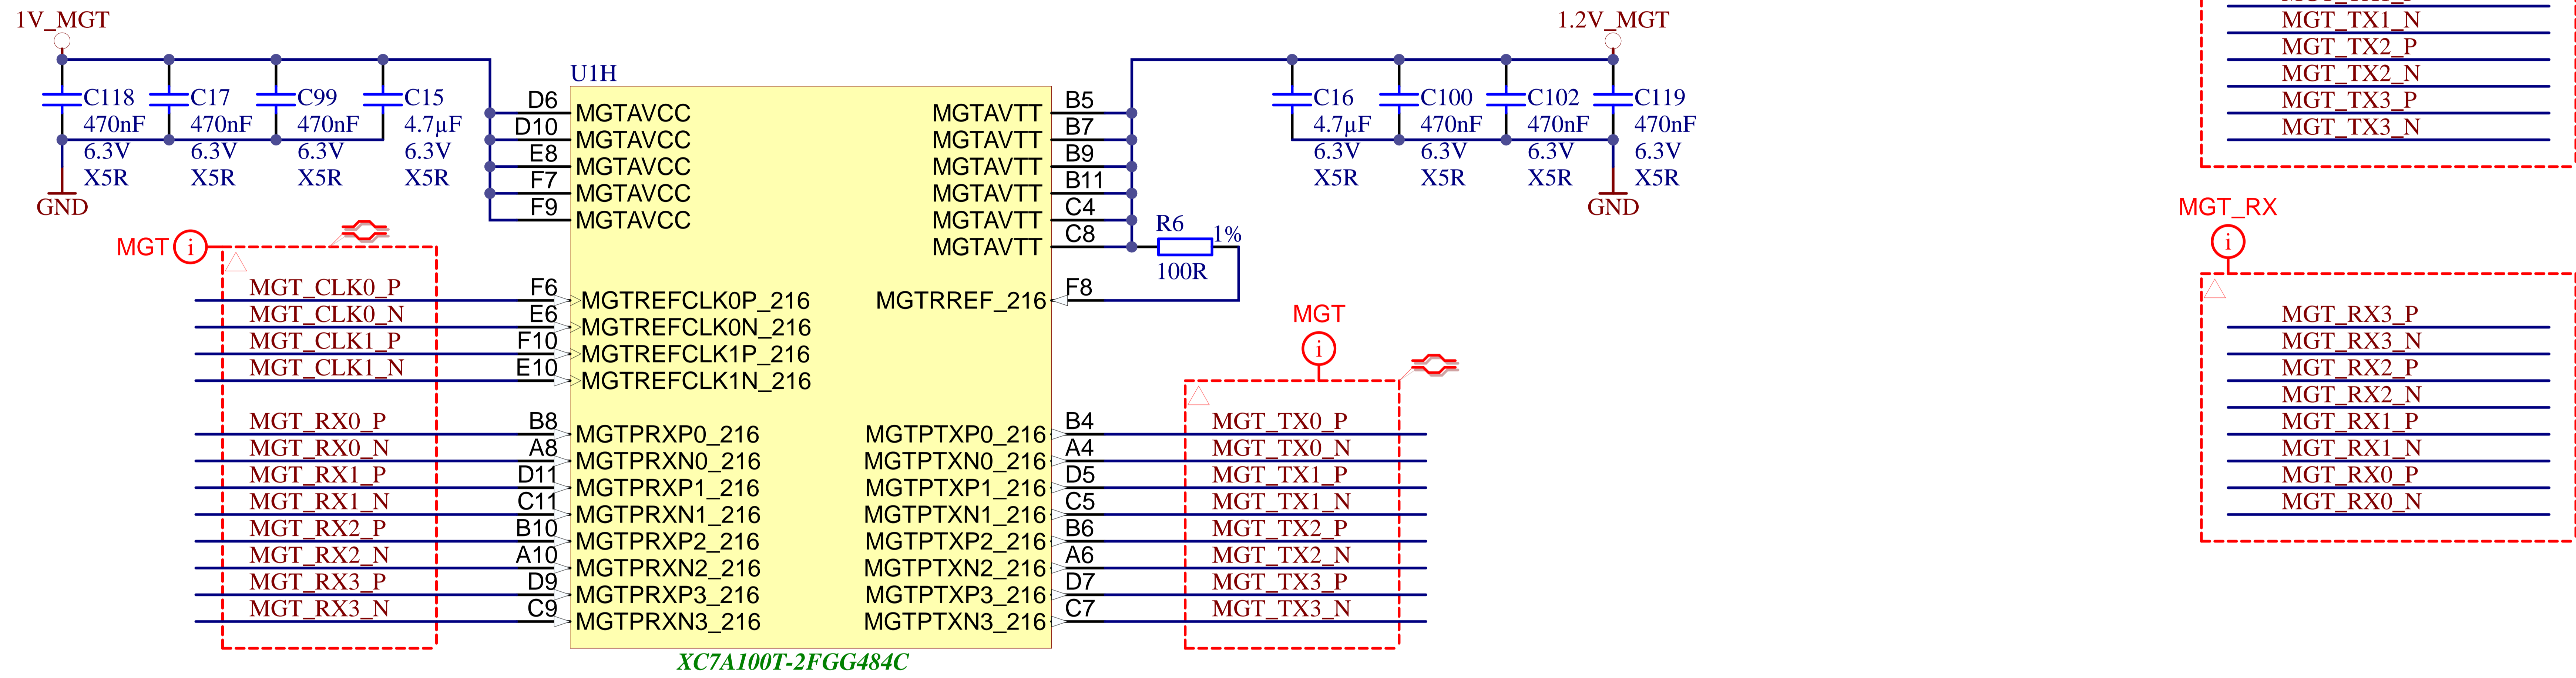 1V_MGT
C118
470nF
6.3V
X5R
C17
470nF
6.3V
X5R
C99
470nF
6.3V
X5R
C15
4.7µF
6.3V
X5R
GND
U1H
D6 MGTAVCC
D10 MGTAVCC
E8 MGTAVCC
F7 MGTAVCC
F9 MGTAVCC
MGT i
MGT_CLK0_P F6 MGTREFCLK0P_216
MGT_CLK0_N E6 MGTREFCLK0N_216
MGT_CLK1_P F10 MGTREFCLK1P_216
MGT_CLK1_N E10 MGTREFCLK1N_216
MGT_RX0_P B8 MGTPRXP0_216
MGT_RX0_N A8 MGTPRXN0_216
MGT_RX1_P D11 MGTPRXP1_216
MGT_RX1_N C11 MGTPRXN1_216
MGT_RX2_P B10 MGTPRXP2_216
MGT_RX2_N A10 MGTPRXN2_216
MGT_RX3_P D9 MGTPRXP3_216
MGT_RX3_N C9 MGTPRXN3_216
MGTAVTT B5
MGTAVTT B7
MGTAVTT B9
MGTAVTT B11
MGTAVTT C4
MGTAVTT C8
R6
1%
100R
MGTRREF_216 F8
1.2V_MGT
C16
4.7µF
6.3V
X5R
C100
470nF
6.3V
X5R
C102
470nF
6.3V
X5R
C119
470nF
6.3V
X5R
GND
MGT
i
MGTPTXP0_216 B4 MGT_TX0_P
MGTPTXN0_216 A4 MGT_TX0_N
MGTPTXP1_216 D5 MGT_TX1_P
MGTPTXN1_216 C5 MGT_TX1_N
MGTPTXP2_216 B6 MGT_TX2_P
MGTPTXN2_216 A6 MGT_TX2_N
MGTPTXP3_216 D7 MGT_TX3_P
MGTPTXN3_216 C7 MGT_TX3_N
XC7A100T-2FGG484C
MGT_TX1_N
MGT_TX2_P
MGT_TX2_N
MGT_TX3_P
MGT_TX3_N
MGT_RX
i
MGT_RX3_P
MGT_RX3_N
MGT_RX2_P
MGT_RX2_N
MGT_RX1_P
MGT_RX1_N
MGT_RX0_P
MGT_RX0_N